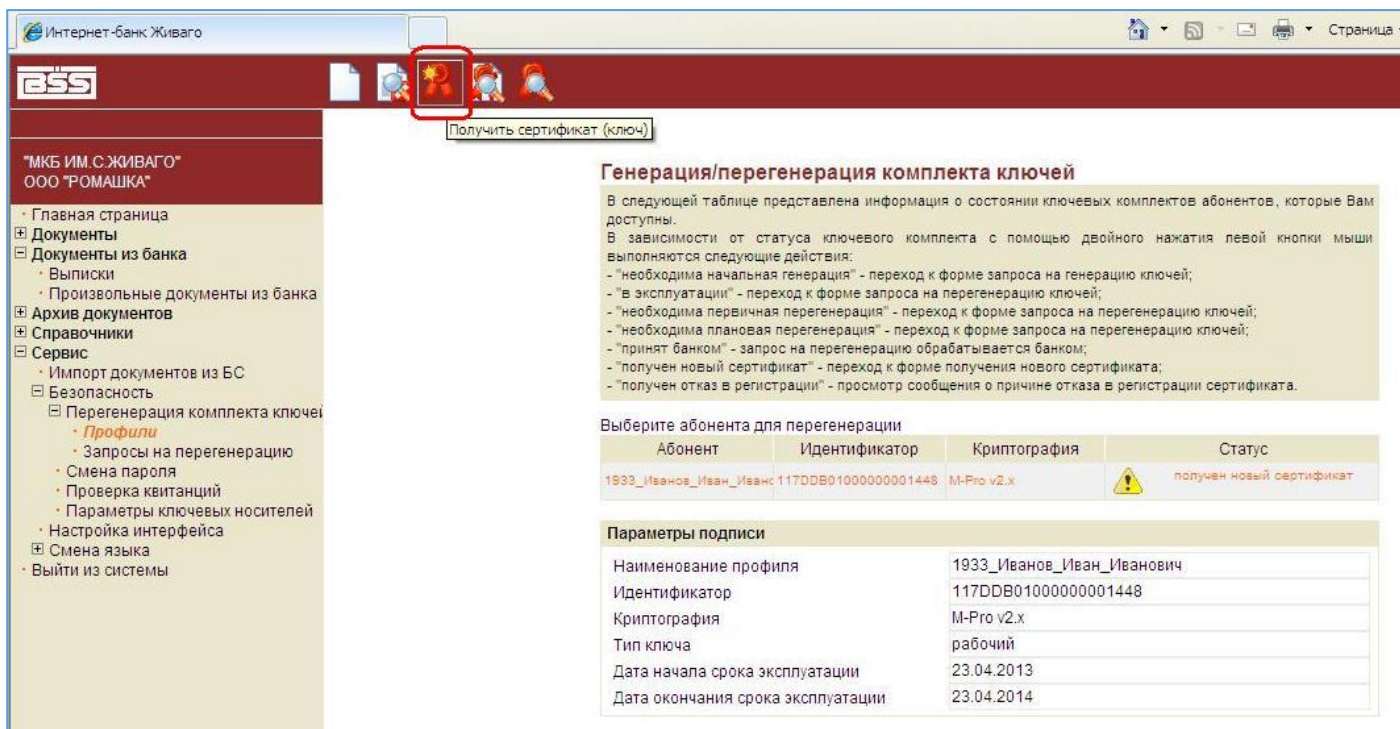 Интернет-банк Живаго
Страница
BSS
Получить сертификат (ключ)
"МКБ ИМ.С.ЖИВАГО"
ООО "РОМАШКА"
Главная страница
Документы
Документы из банка
Выписки
Произвольные документы из банка
Архив документов
Справочники
Сервис
Импорт документов из БС
Безопасность
Перегенерация комплекта ключей
Профили
Запросы на перегенерацию
Смена пароля
Проверка квитанций
Параметры ключевых носителей
Настройка интерфейса
Смена языка
Выйти из системы
Генерация/перегенерация комплекта ключей
В следующей таблице представлена информация о состоянии ключевых комплектов абонентов, которые Вам
доступны.
В зависимости от статуса ключевого комплекта с помощью двойного нажатия левой кнопки мыши
выполняются следующие действия:
- "необходима начальная генерация" - переход к форме запроса на генерацию ключей;
- "в эксплуатации" - переход к форме запроса на перегенерацию ключей;
- "необходима первичная перегенерация" - переход к форме запроса на перегенерацию ключей;
- "необходима плановая перегенерация" - переход к форме запроса на перегенерацию ключей;
- "принят банком" - запрос на перегенерацию обрабатывается банком;
- "получен новый сертификат" - переход к форме получения нового сертификата;
- "получен отказ в регистрации" - просмотр сообщения о причине отказа в регистрации сертификата.
Выберите абонента для перегенерации
Абонент Идентификатор Криптография Статус
1933_Иванов_Иван_Иванс 117DDB01000000001448 M-Pro v2.x получен новый сертификат
Параметры подписи
Наименование профиля 1933_Иванов_Иван_Иванович
Идентификатор 117DDB01000000001448
Криптография M-Pro v2.x
Тип ключа рабочий
Дата начала срока эксплуатации 23.04.2013
Дата окончания срока эксплуатации 23.04.2014